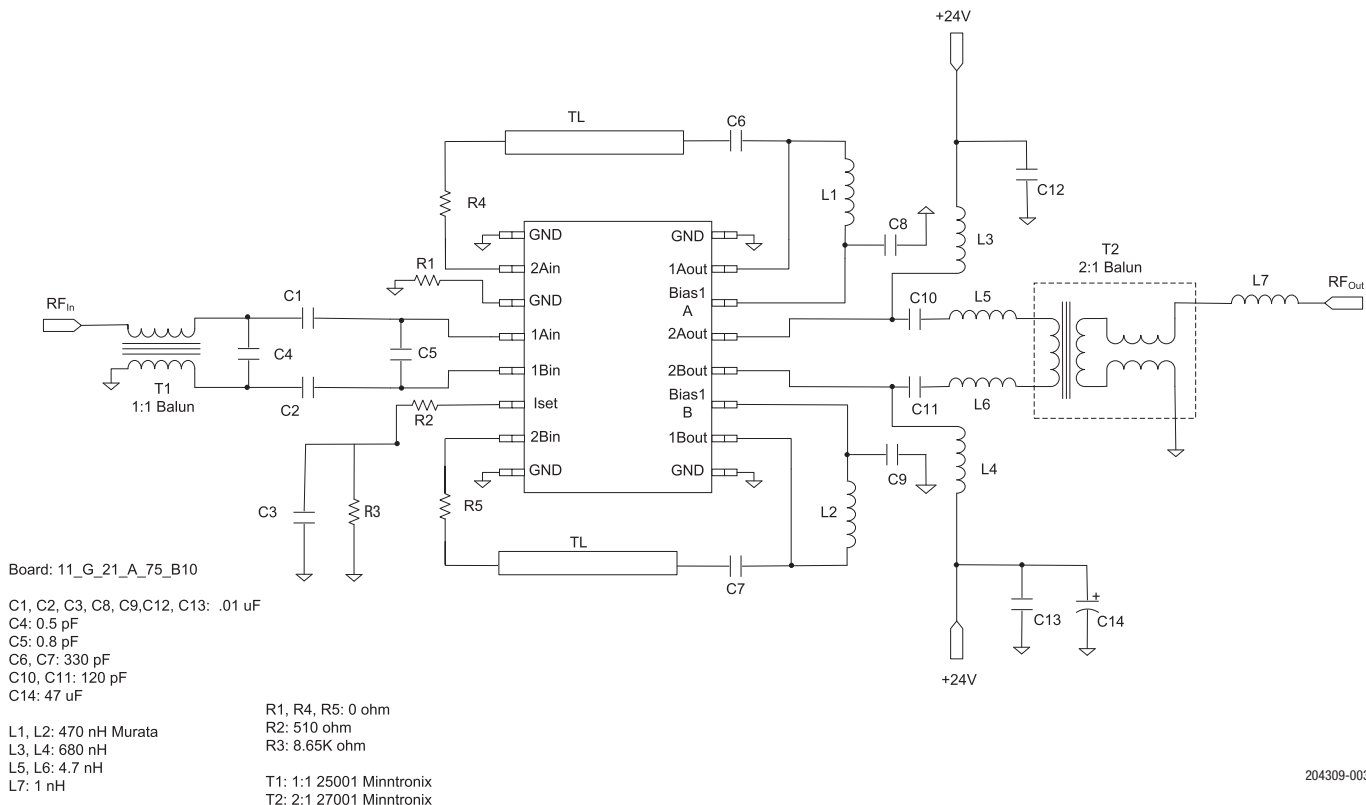 +24V
TL
C6
C12
R4
L1
C8
L3
GND
GND
T2
2:1 Balun
2Ain
1Aout
R1
L7
RFOut
RFIn
C1
GND
Bias1
A
C10
L5
1Ain
2Aout
C4
C5
1Bin
2Bout
T1
1:1 Balun
C2
Iset
Bias1
B
C11
L6
R2
2Bin
1Bout
C9
L4
GND
GND
C3
R3
R5
L2
TL
C7
C13
+
C14
+24V
Board: 11_G_21_A_75_B10
C1, C2, C3, C8, C9,C12, C13: .01 uF
C4: 0.5 pF
C5: 0.8 pF
C6, C7: 330 pF
C10, C11: 120 pF
C14: 47 uF
L1, L2: 470 nH Murata
L3, L4: 680 nH
L5, L6: 4.7 nH
L7: 1 nH
R1, R4, R5: 0 ohm
R2: 510 ohm
R3: 8.65K ohm
T1: 1:1 25001 Minntronix
T2: 2:1 27001 Minntronix
204309-003